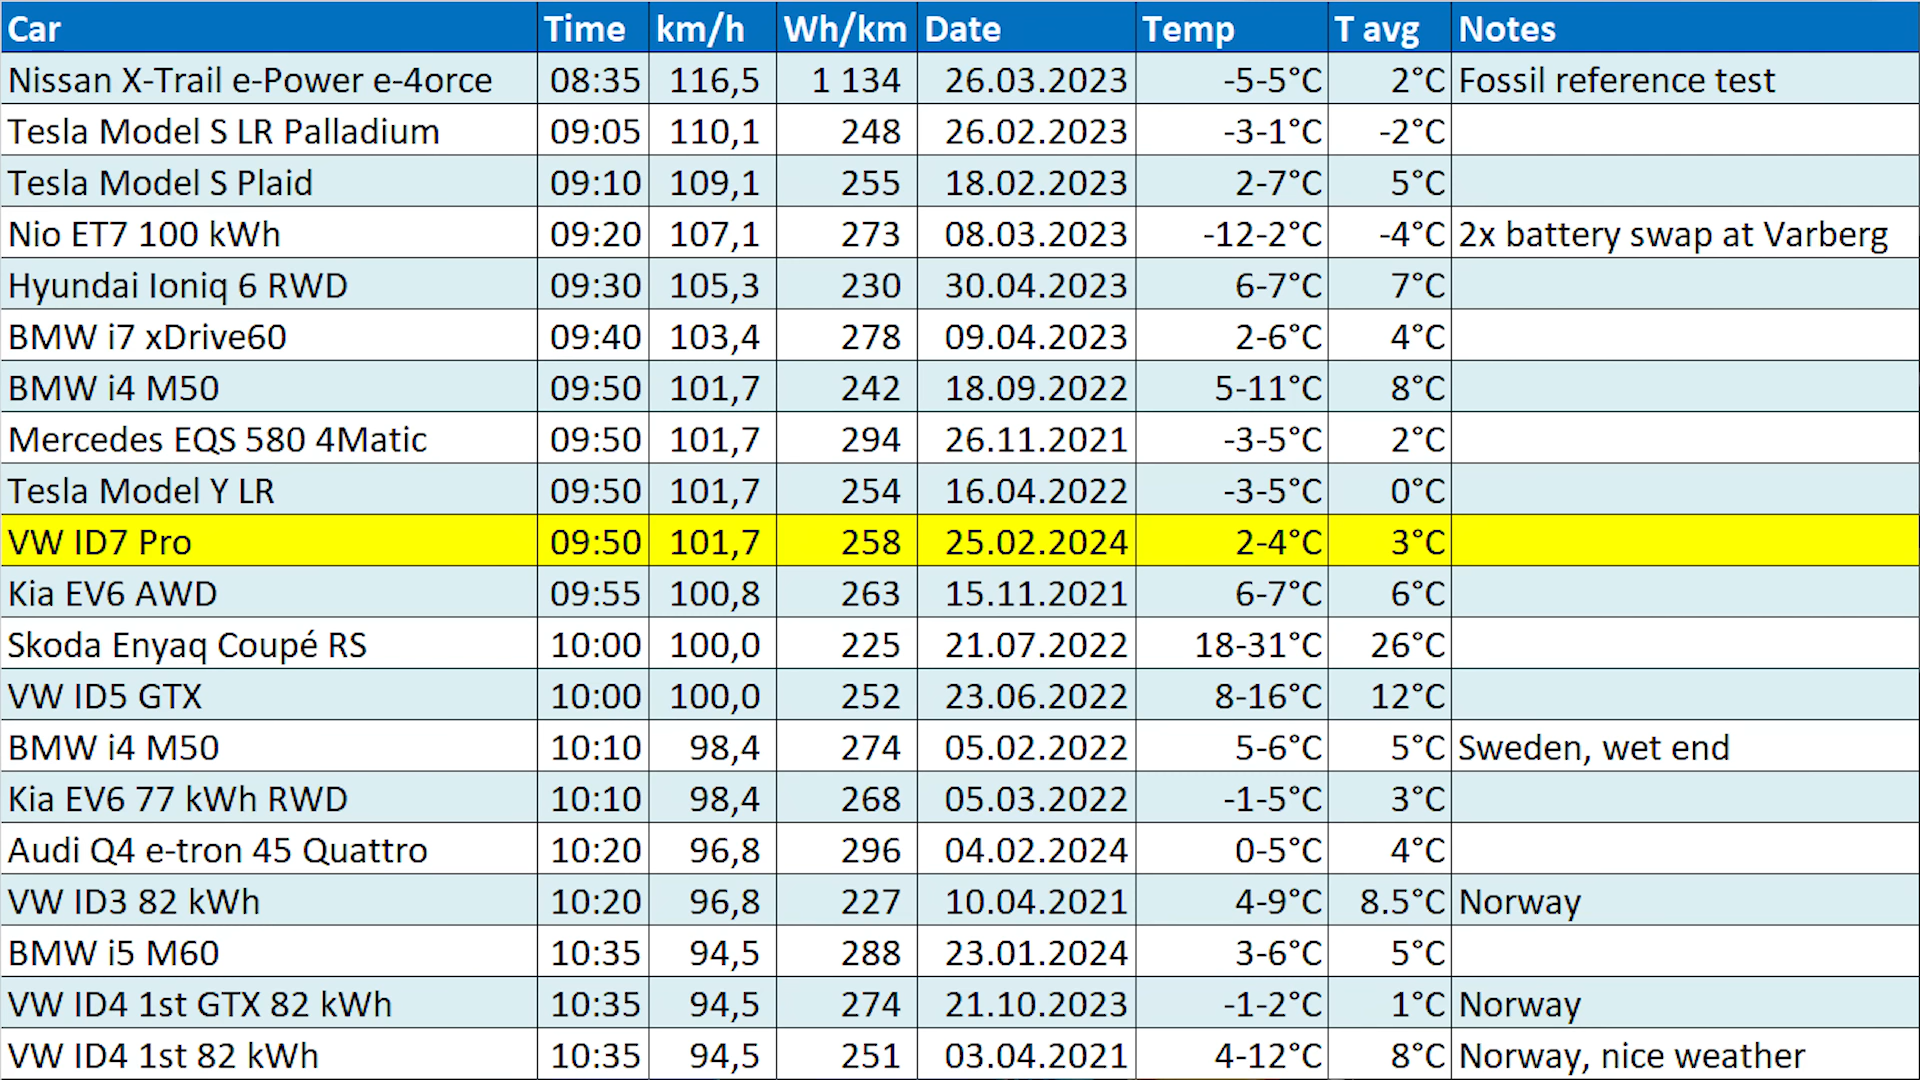 Car Time km/h Wh/km Date Temp T avg Notes
Nissan X-Trail e-Power e-4orce 08:35 116,5 1 134 26.03.2023 -5-5°C 2°C Fossil reference test
Tesla Model S LR Palladium 09:05 110,1 248 26.02.2023 -3-1°C -2°C
Tesla Model S Plaid 09:10 109,1 255 18.02.2023 2-7°C 5°C
Nio ET7 100 kWh 09:20 107,1 273 08.03.2023 -12-2°C -4°C 2x battery swap at Varberg
Hyundai Ioniq 6 RWD 09:30 105,3 230 30.04.2023 6-7°C 7°C
BMW i7 xDrive60 09:40 103,4 278 09.04.2023 2-6°C 4°C
BMW i4 M50 09:50 101,7 242 18.09.2022 5-11°C 8°C
Mercedes EQS 580 4Matic 09:50 101,7 294 26.11.2021 -3-5°C 2°C
Tesla Model Y LR 09:50 101,7 254 16.04.2022 -3-5°C 0°C
VW ID7 Pro 09:50 101,7 258 25.02.2024 2-4°C 3°C
Kia EV6 AWD 09:55 100,8 263 15.11.2021 6-7°C 6°C
Skoda Enyaq Coupé RS 10:00 100,0 225 21.07.2022 18-31°C 26°C
VW ID5 GTX 10:00 100,0 252 23.06.2022 8-16°C 12°C
BMW i4 M50 10:10 98,4 274 05.02.2022 5-6°C 5°C Sweden, wet end
Kia EV6 77 kWh RWD 10:10 98,4 268 05.03.2022 -1-5°C 3°C
Audi Q4 e-tron 45 Quattro 10:20 96,8 296 04.02.2024 0-5°C 4°C
VW ID3 82 kWh 10:20 96,8 227 10.04.2021 4-9°C 8.5°C Norway
BMW i5 M60 10:35 94,5 288 23.01.2024 3-6°C 5°C
VW ID4 1st GTX 82 kWh 10:35 94,5 274 21.10.2023 -1-2°C 1°C Norway
VW ID4 1st 82 kWh 10:35 94,5 251 03.04.2021 4-12°C 8°C Norway, nice weather